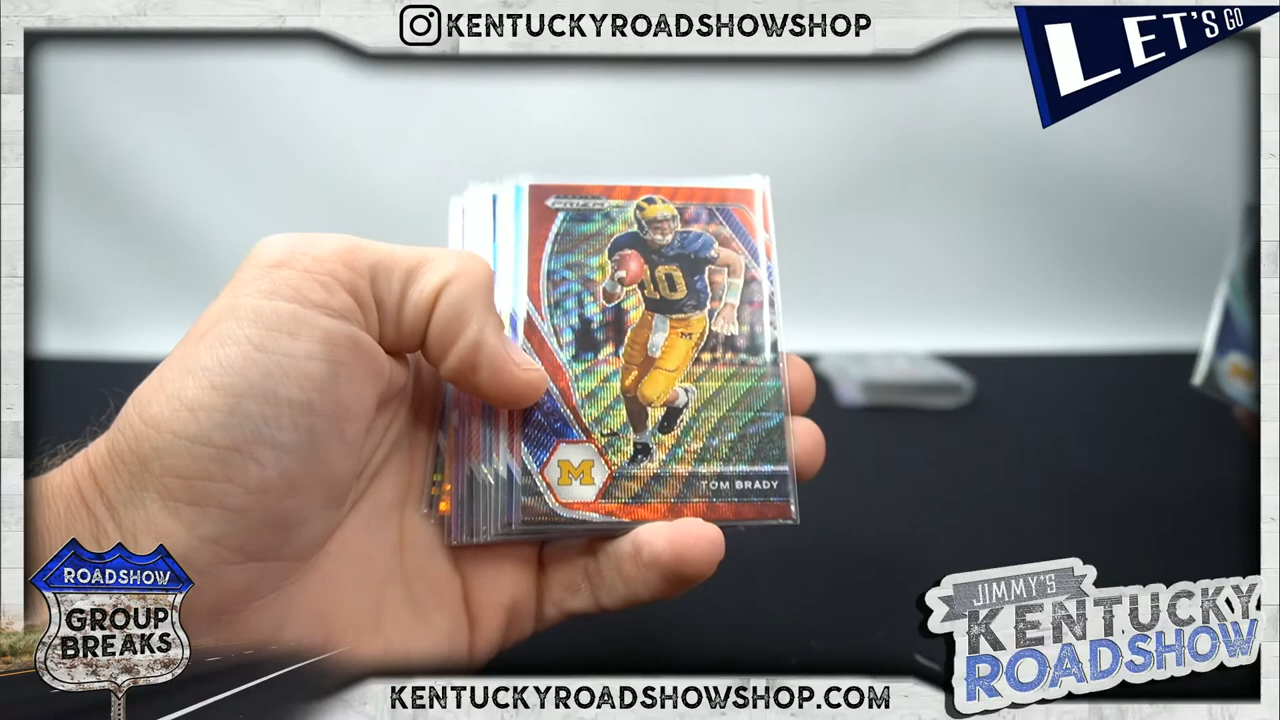 KENTUCKYROADSHOWSHOP
LET'S GO
PRIZM
10
M
M
TOM BRADY
ROADSHOW
GROUP
BREAKS
JIMMY'S
KENTUCKY
ROADSHOW
KENTUCKYROADSHOWSHOP.COM